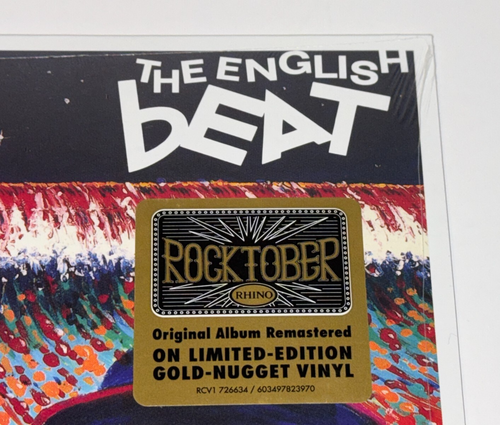 THE ENGLISH
bEAT
ROCKTOBER
RHINO
Original Album Remastered
ON LIMITED-EDITION
GOLD-NUGGET VINYL
RCV1 726634 / 603497823970